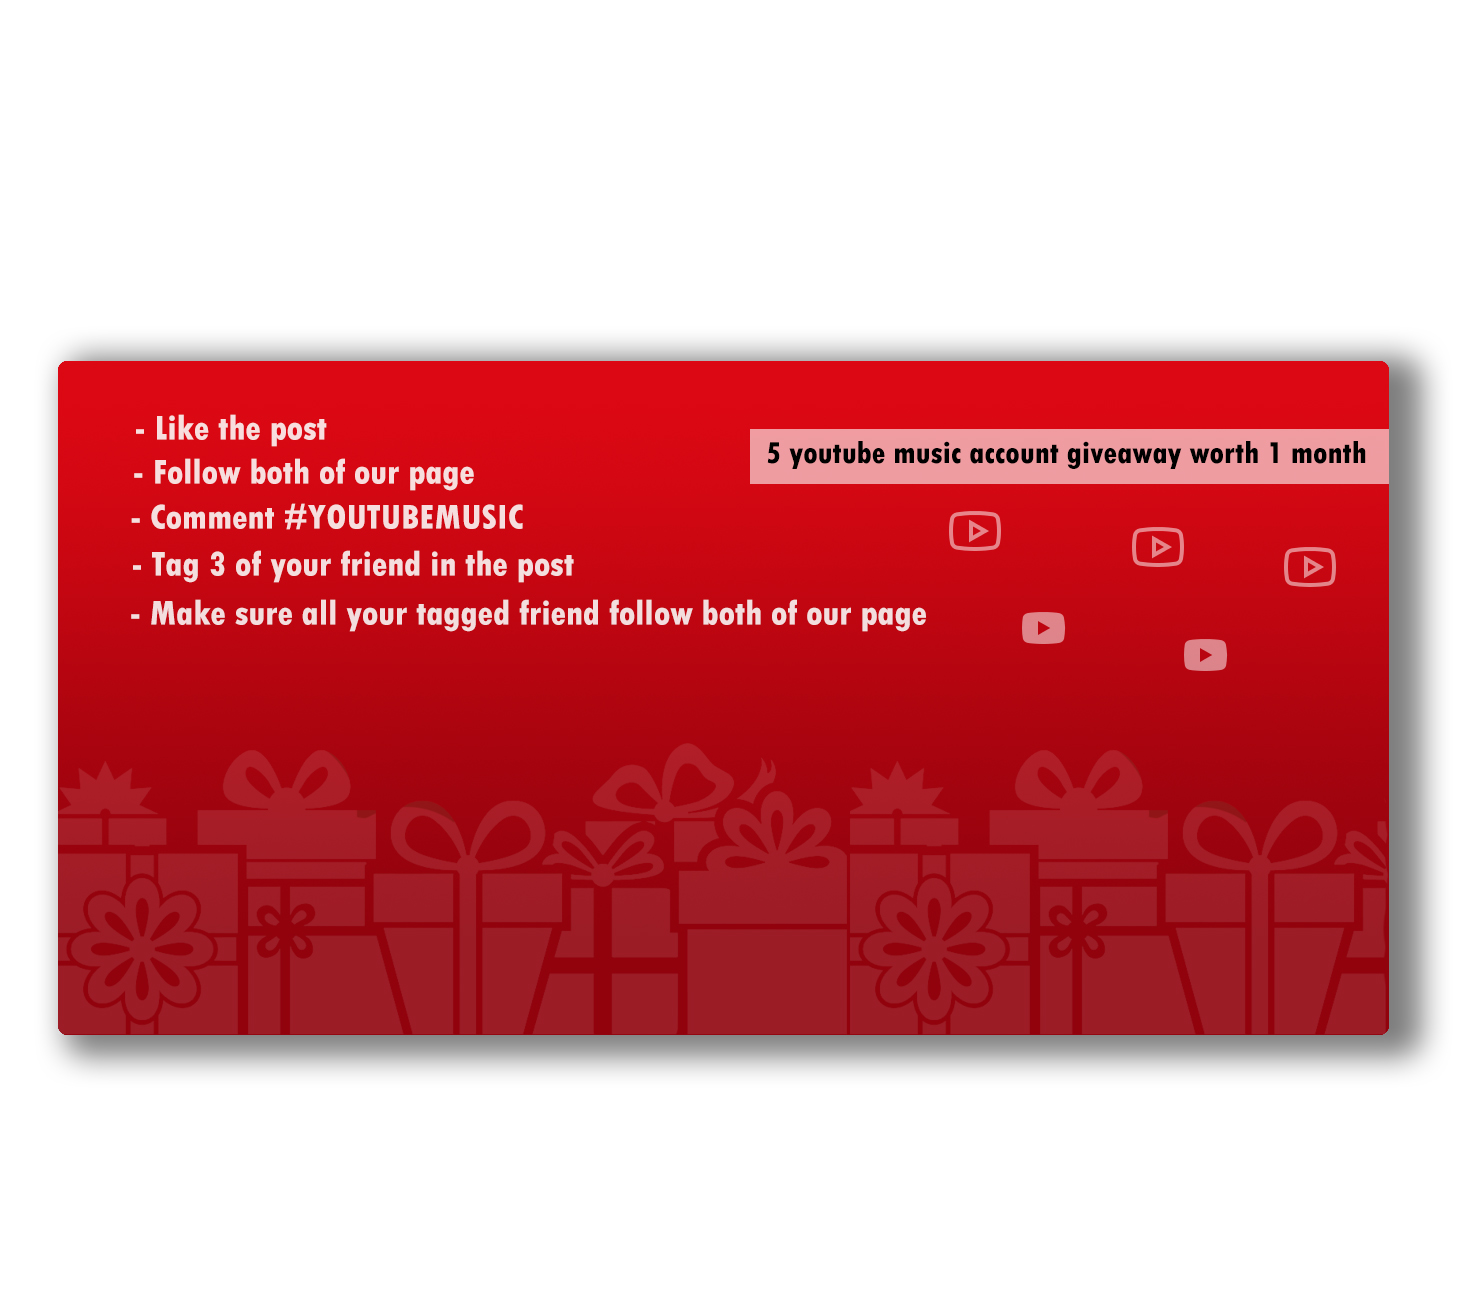 - Like the post
- Follow both of our page
- Comment #YOUTUBEMUSIC
- Tag 3 of your friend in the post
- Make sure all your tagged friend follow both of our page
5 youtube music account giveaway worth 1 month